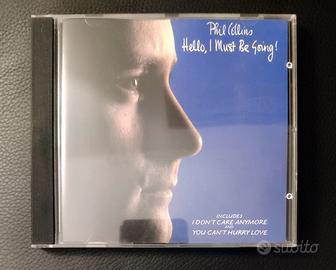 Phil Collins
Hello, I Must Be Going!
INCLUDES
I DON'T CARE ANYMORE
AND
YOU CAN'T HURRY LOVE
subito